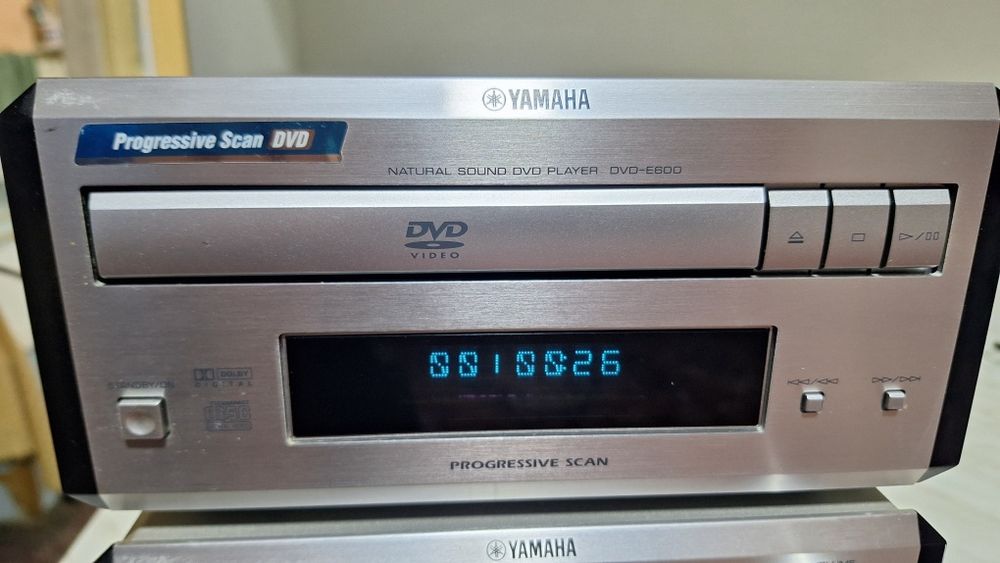 YAMAHA
Progressive Scan DVD
NATURAL SOUND DVD PLAYER DVD-E600
DVD
VIDEO
001 00:26
STANDBY/ON
DOLBY
DIGITAL
PROGRESSIVE SCAN
YAMAHA